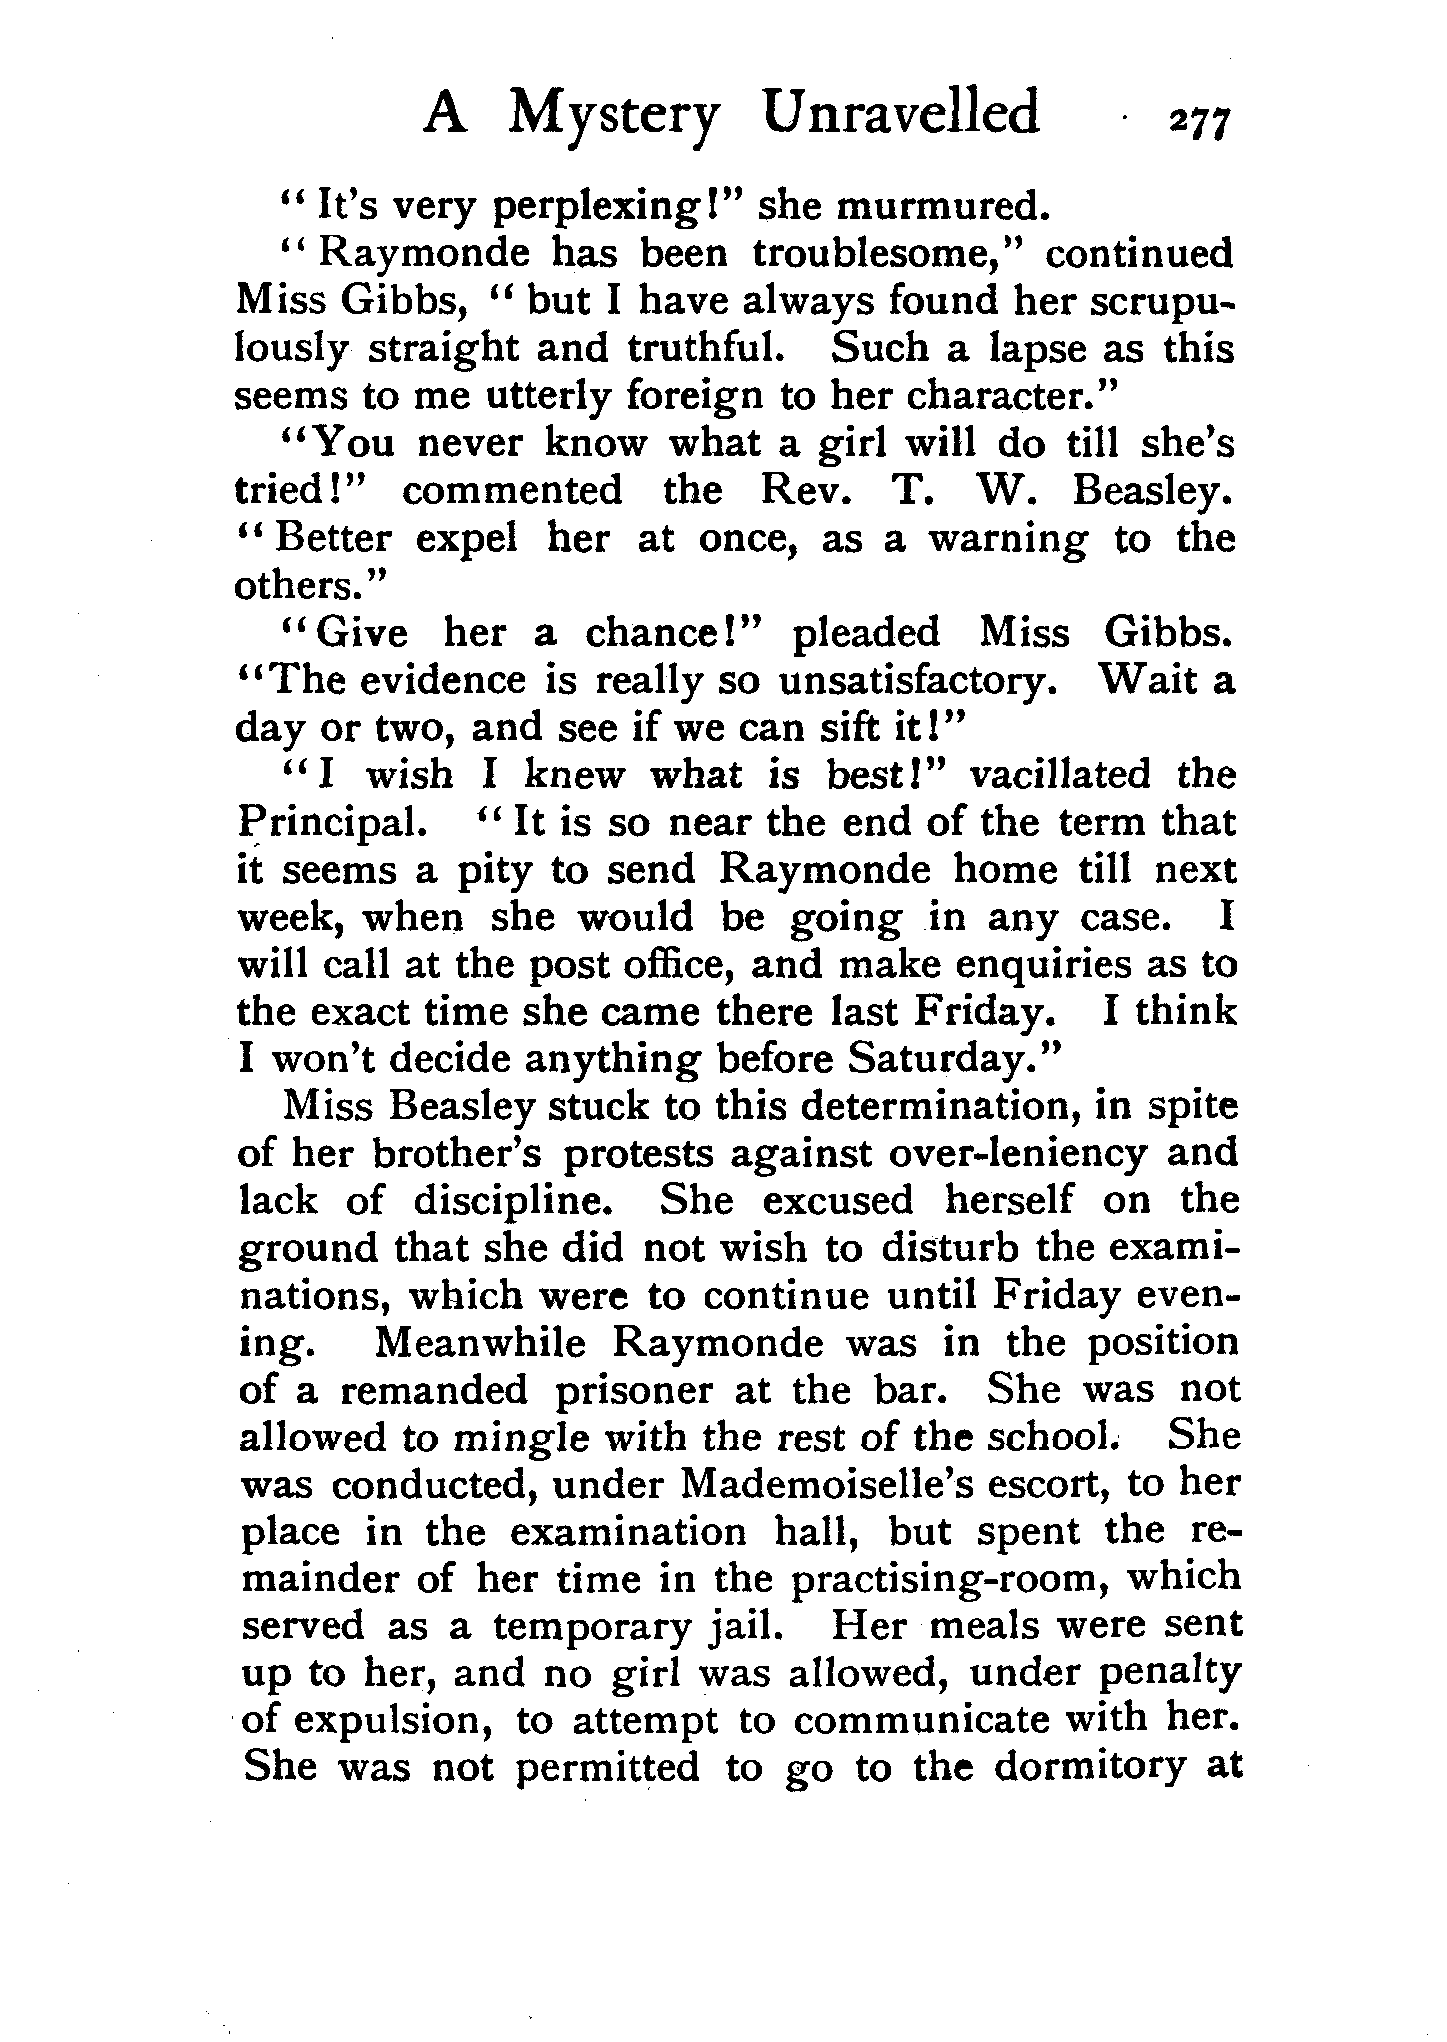 A Mystery Unravelled 277
"It's very perplexing!" she murmured.
"Raymonde has been troublesome," continued
Miss Gibbs, "but I have always found her scrupu-
lously straight and truthful. Such a lapse as this
seems to me utterly foreign to her character."
"You never know what a girl will do till she's
tried!" commented the Rev. T. W. Beasley.
"Better expel her at once, as a warning to the
others."
"Give her a chance!" pleaded Miss Gibbs.
"The evidence is really so unsatisfactory. Wait a
day or two, and see if we can sift it!"
"I wish I knew what is best!" vacillated the
Principal. "It is so near the end of the term that
it seems a pity to send Raymonde home till next
week, when she would be going in any case. I
will call at the post office, and make enquiries as to
the exact time she came there last Friday. I think
I won't decide anything before Saturday."
Miss Beasley stuck to this determination, in spite
of her brother's protests against over-leniency and
lack of discipline. She excused herself on the
ground that she did not wish to disturb the exami-
nations, which were to continue until Friday even-
ing. Meanwhile Raymonde was in the position
of a remanded prisoner at the bar. She was not
allowed to mingle with the rest of the school. She
was conducted, under Mademoiselle's escort, to her
place in the examination hall, but spent the re-
mainder of her time in the practising-room, which
served as a temporary jail. Her meals were sent
up to her, and no girl was allowed, under penalty
of expulsion, to attempt to communicate with her.
She was not permitted to go to the dormitory at